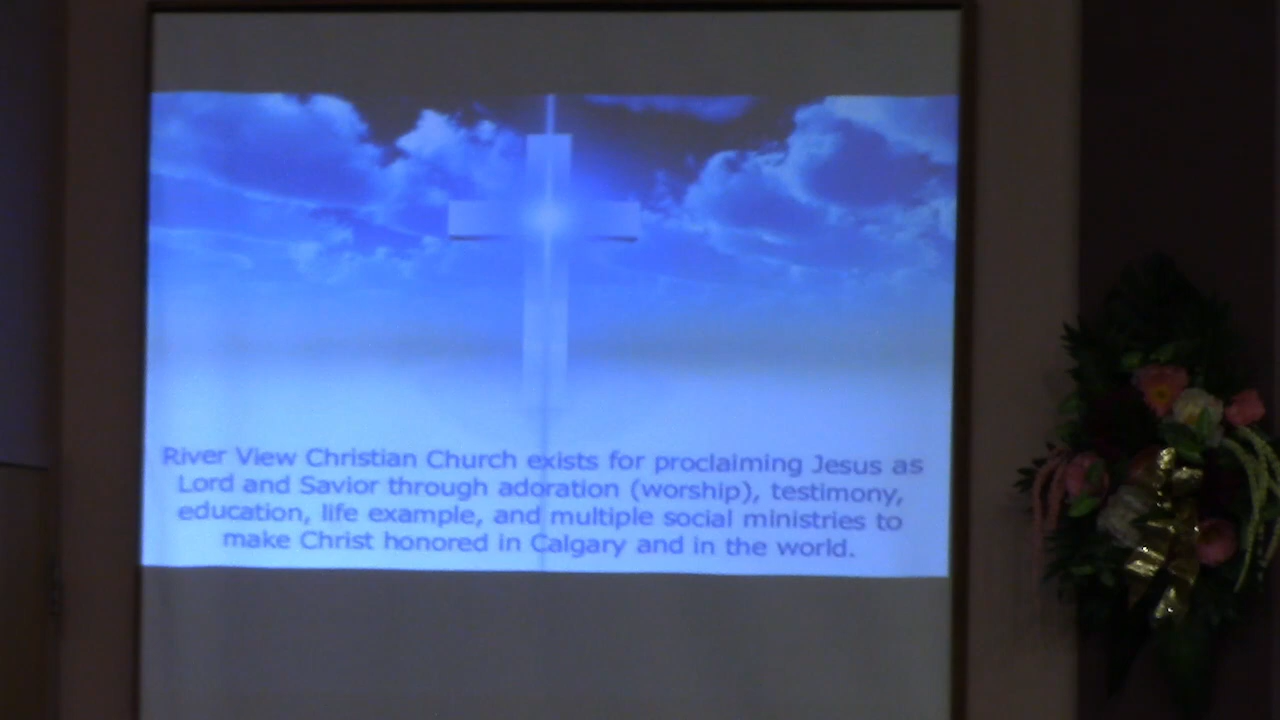 River View Christian Church exists for proclaiming Jesus as
Lord and Savior through adoration (worship), testimony,
education, life example, and multiple social ministries to
make Christ honored in Calgary and in the world.